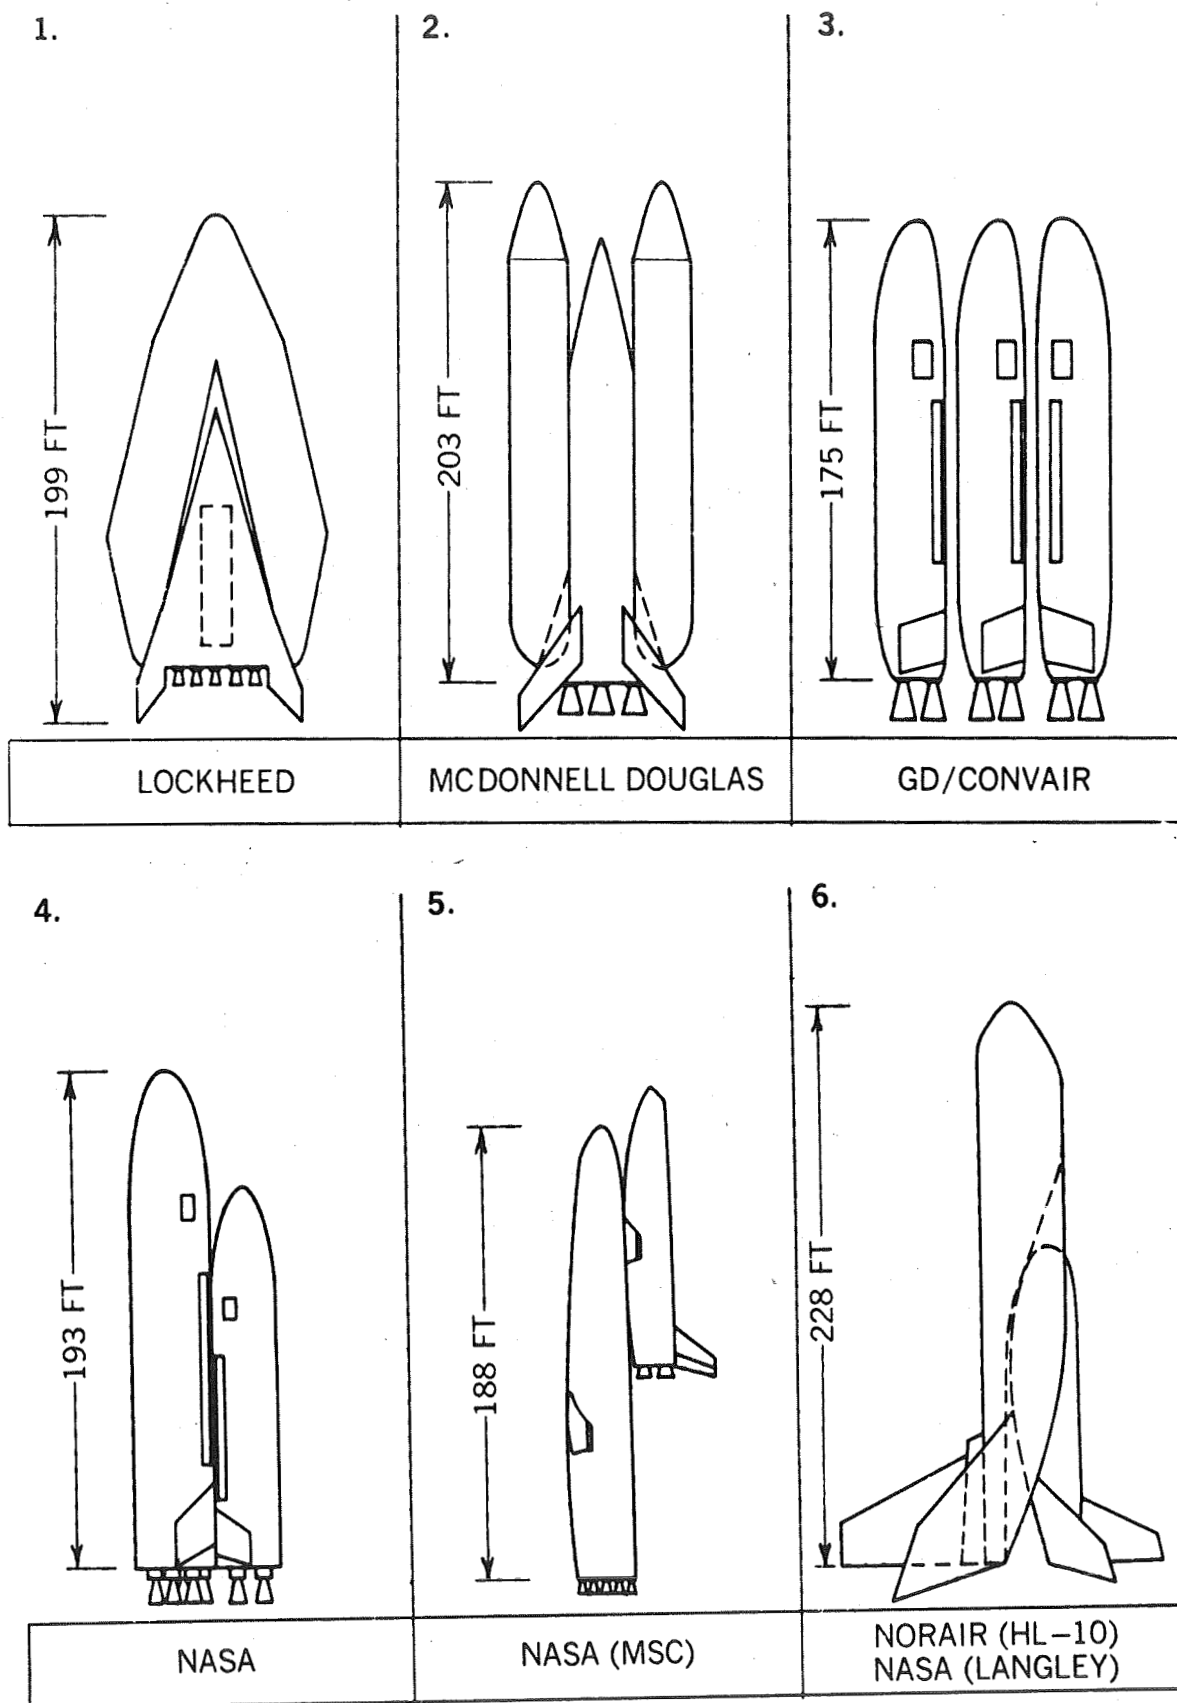 1.
2.
3.
199 FT
203 FT
175 FT
LOCKHEED
MCDONNELL DOUGLAS
GD/CONVAIR
4.
5.
6.
193 FT
188 FT
228 FT
NASA
NASA (MSC)
NORAIR (HL-10)
NASA (LANGLEY)